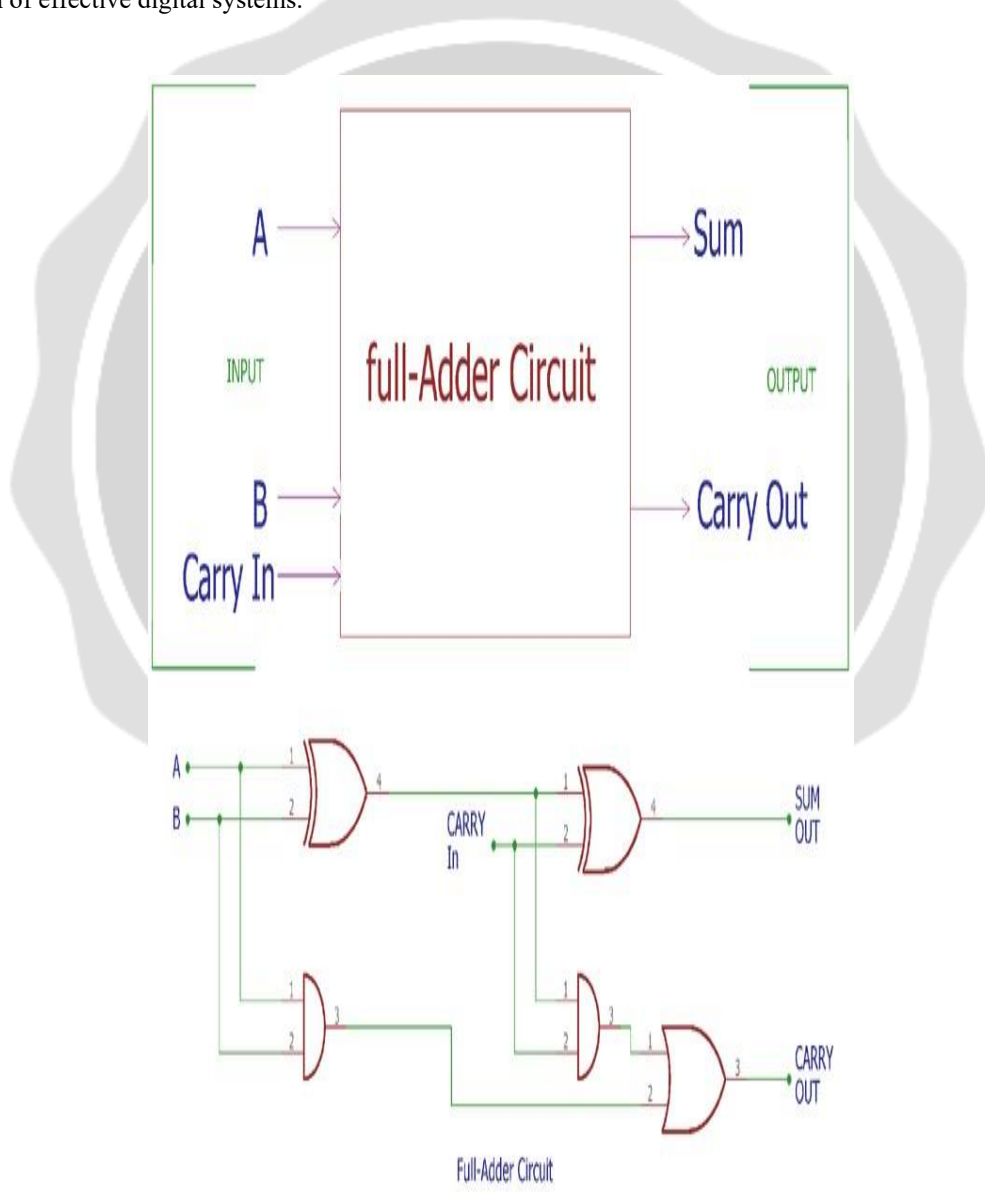 of effective digital systems.
A
Sum
INPUT
full-Adder Circuit
OUTPUT
B
Carry Out
Carry In
A
1
4
B
2
CARRY
In
1
2
4
SUM
OUT
1
2
3
1
2
3
1
2
3
CARRY
OUT
Full-Adder Circuit